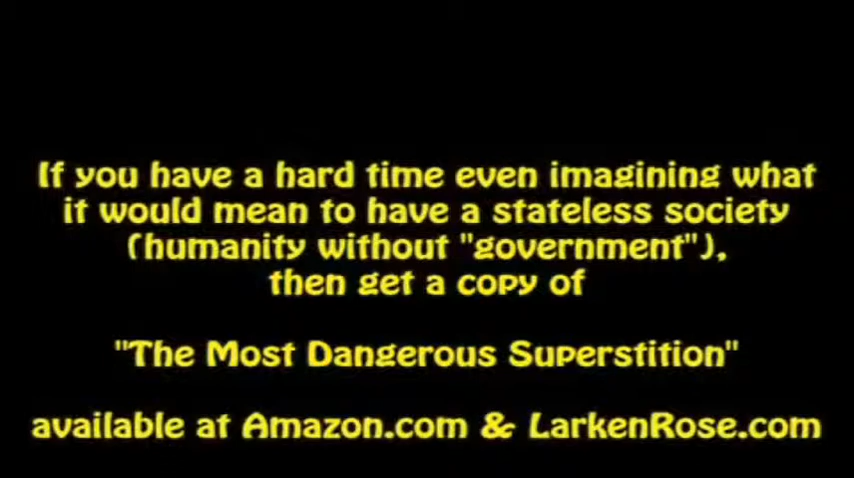 If you have a hard time even imagining what
it would mean to have a stateless society
(humanity without "government"),
then get a copy of
"The Most Dangerous Superstition"
available at Amazon.com & LarkenRose.com